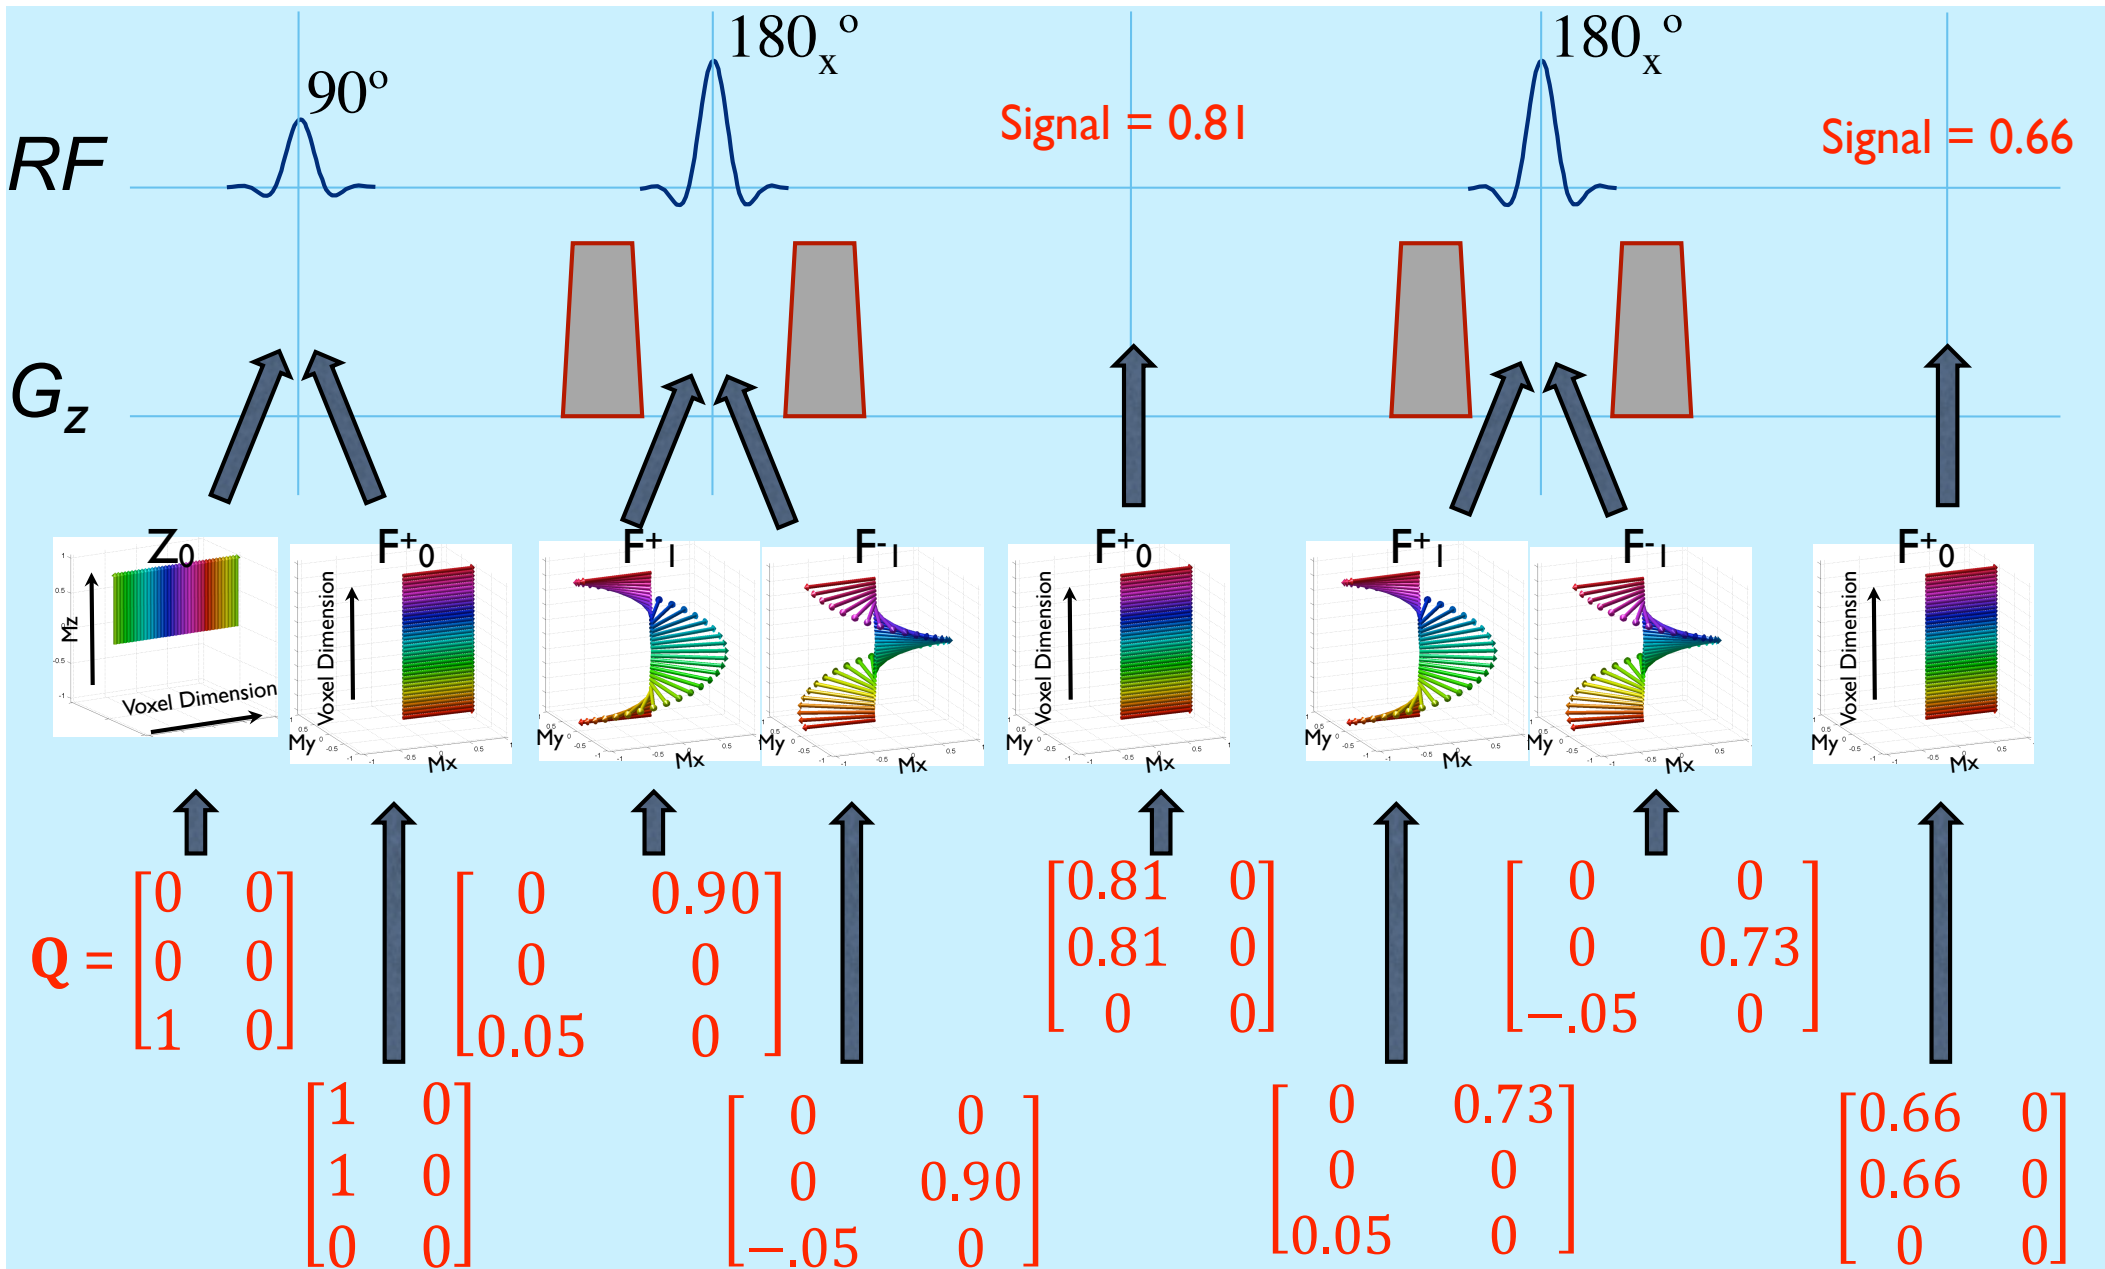 90º
180ₓº
180ₓº
RF
Signal = 0.81
Signal = 0.66
G_z
Z₀
F⁺₀
F⁺₁
F⁻₁
F⁺₀
F⁺₁
F⁻₁
F⁺₀
Mz
Voxel Dimension
Voxel Dimension
My
Mx
My
Mx
My
Mx
Voxel Dimension
My
Mx
My
Mx
My
Mx
Voxel Dimension
My
Mx
Q = [0 0
0 0
1 0]
[1 0
1 0
0 0]
[0 0.90
0 0
0.05 0]
[0 0
0 0.90
−.05 0]
[0.81 0
0.81 0
0 0]
[0 0.73
0 0
0.05 0]
[0 0
0 0.73
−.05 0]
[0.66 0
0.66 0
0 0]